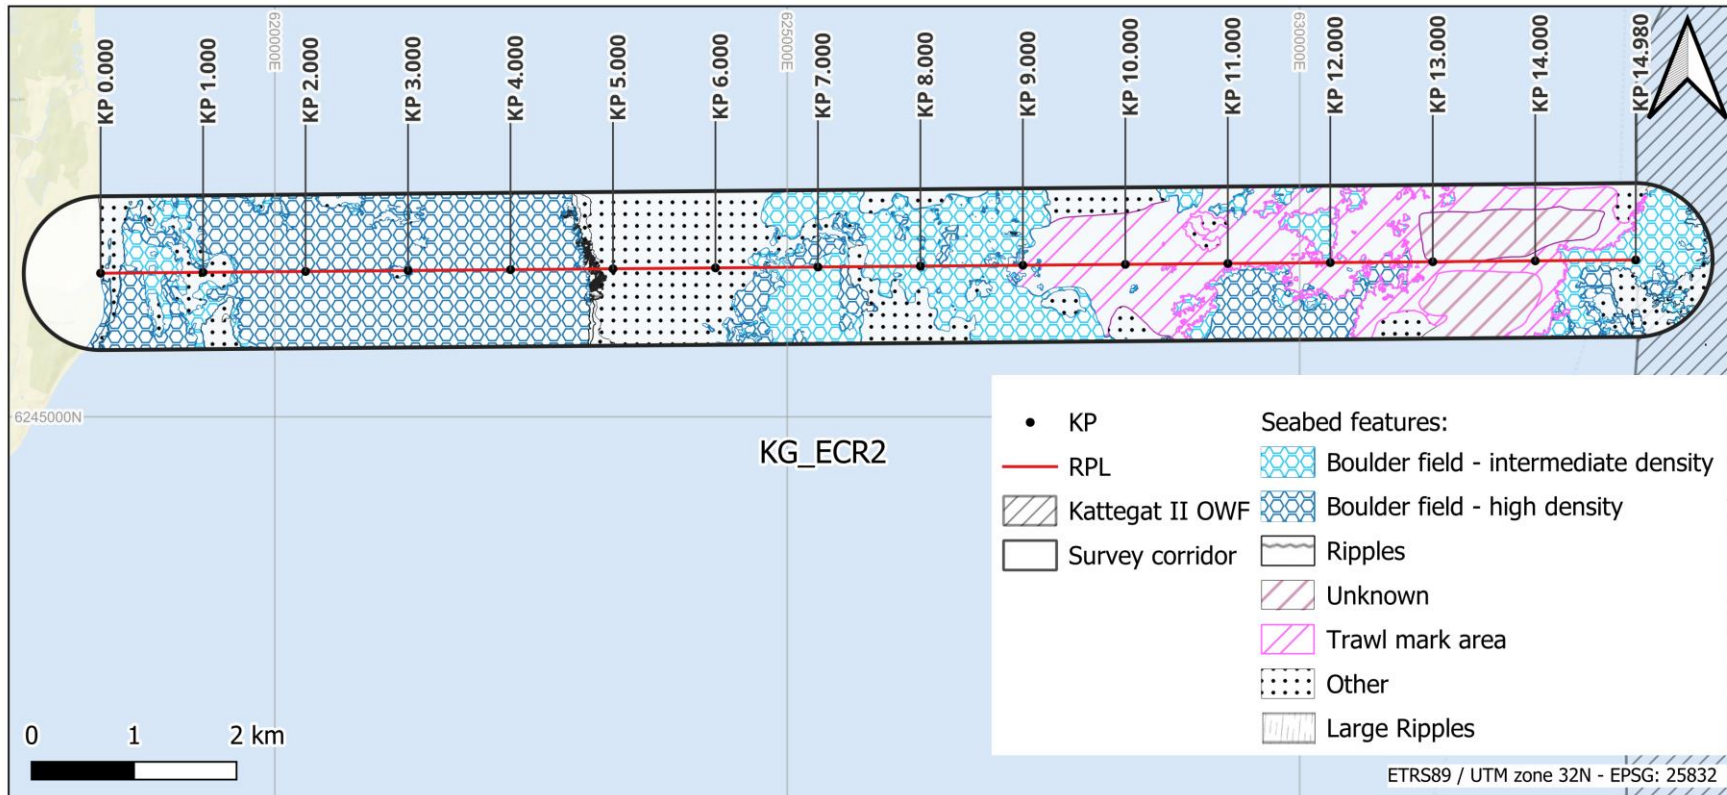 KP 0.000
KP 1.000
620000E
KP 2.000
KP 3.000
KP 4.000
KP 5.000
KP 6.000
625000E
KP 7.000
KP 8.000
KP 9.000
KP 10.000
KP 11.000
630000E
KP 12.000
KP 13.000
KP 14.000
KP 14.980
6245000N
KG_ECR2
KP
RPL
Kattegat II OWF
Survey corridor
Seabed features:
Boulder field - intermediate density
Boulder field - high density
Ripples
Unknown
Trawl mark area
Other
Large Ripples
0 1 2 km
ETRS89 / UTM zone 32N - EPSG: 25832